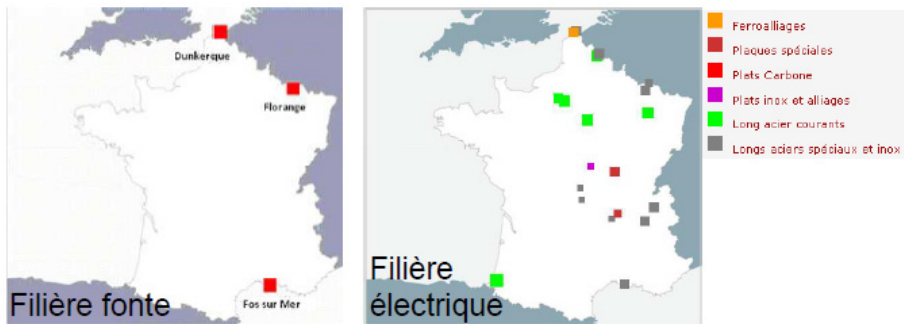 Dunkerque
Florange
Fos sur Mer
Filière fonte
Filière
électrique
Ferroalliages
Plaques spéciales
Plats Carbone
Plats inox et alliages
Long acier courants
Longs aciers spéciaux et inox